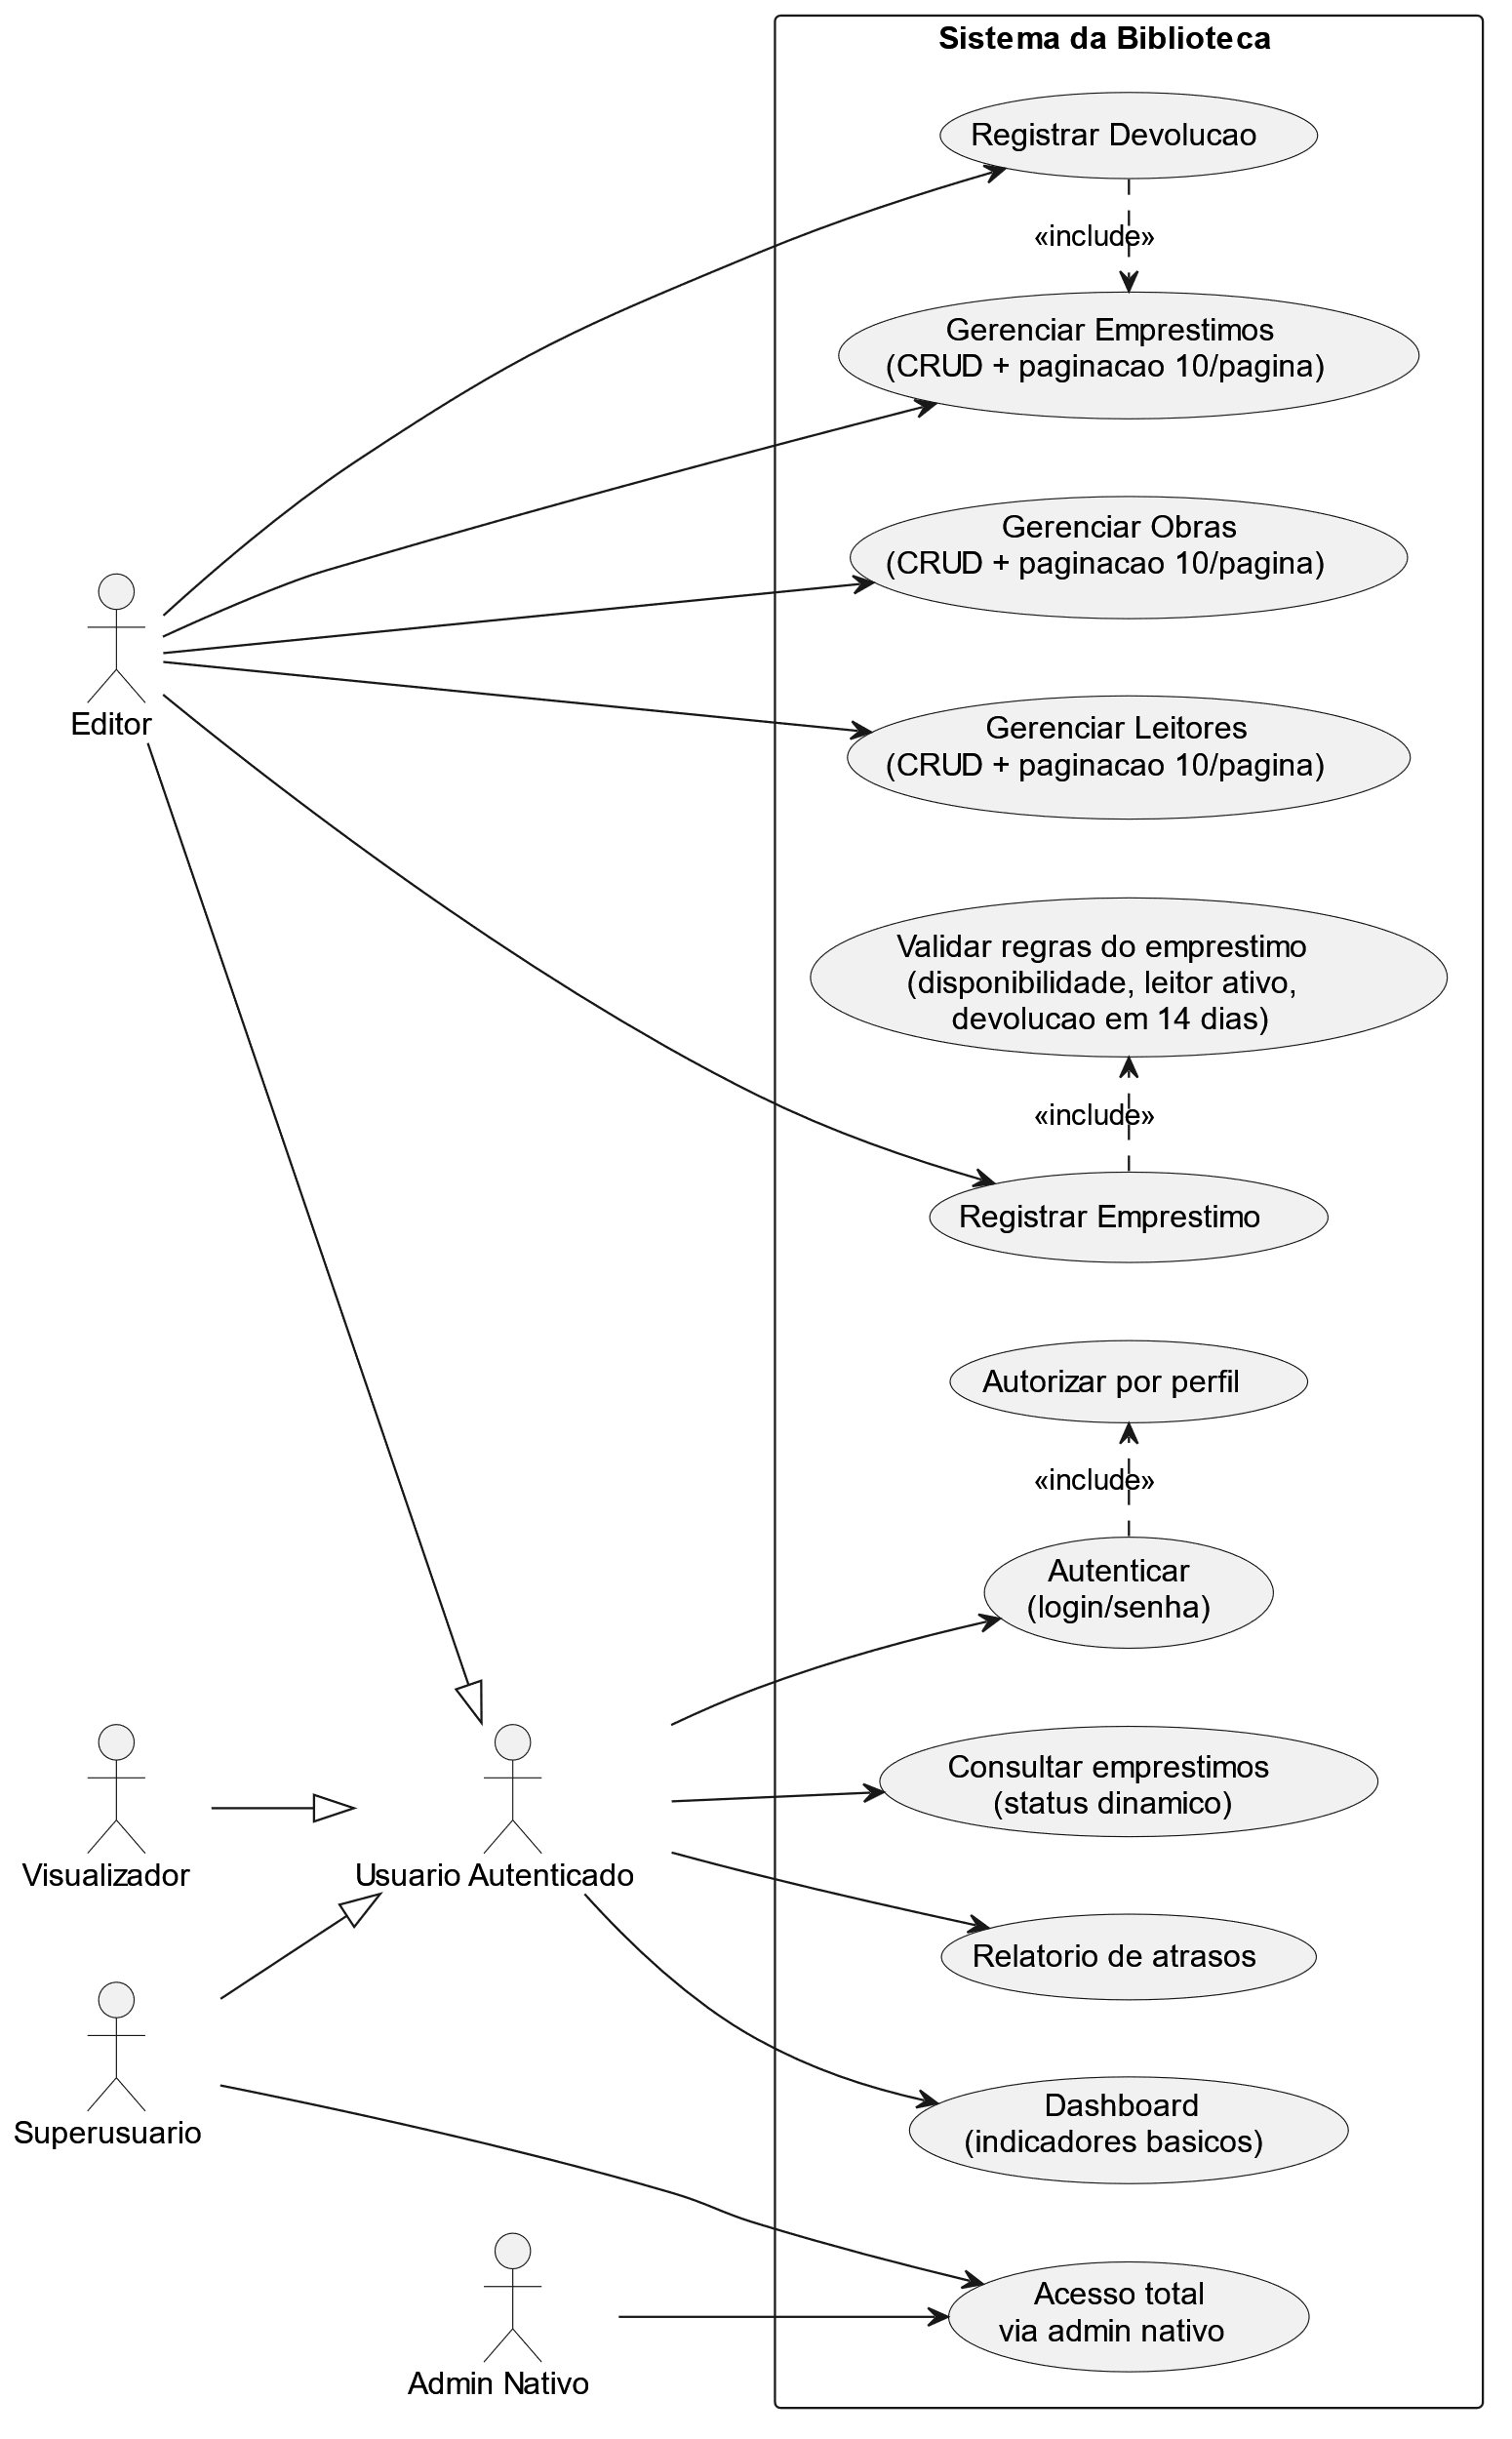 Sistema da Biblioteca
Registrar Devolucao
«include»
Gerenciar Emprestimos
(CRUD + paginacao 10/pagina)
Gerenciar Obras
(CRUD + paginacao 10/pagina)
Editor
Gerenciar Leitores
(CRUD + paginacao 10/pagina)
Validar regras do emprestimo
(disponibilidade, leitor ativo,
devolucao em 14 dias)
«include»
Registrar Emprestimo
Autorizar por perfil
«include»
Autenticar
(login/senha)
Visualizador
Usuario Autenticado
Consultar emprestimos
(status dinamico)
Relatorio de atrasos
Superusuario
Dashboard
(indicadores basicos)
Admin Nativo
Acesso total
via admin nativo